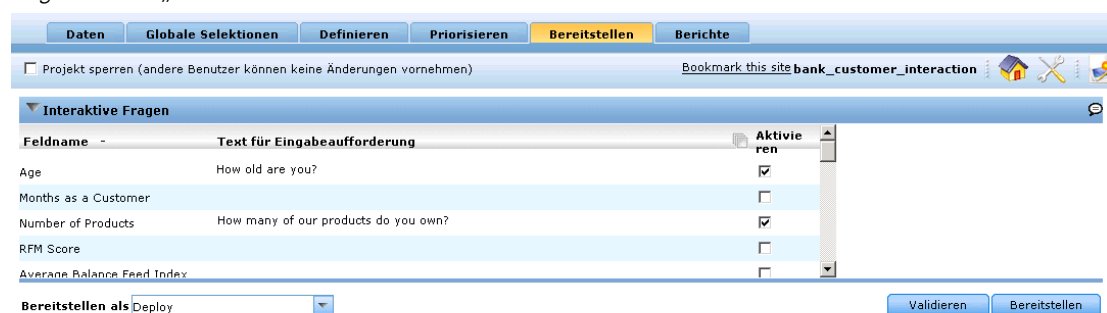 Daten Globale Selektionen Definieren Priorisieren Bereitstellen Berichte
Projekt sperren (andere Benutzer können keine Änderungen vornehmen) Bookmark this site bank_customer_interaction
Interaktive Fragen
Feldname - Text für Eingabeaufforderung Aktivie
ren
Age How old are you?
Months as a Customer
Number of Products How many of our products do you own?
RFM Score
Average Balance Feed Index
Bereitstellen als Deploy Validieren Bereitstellen